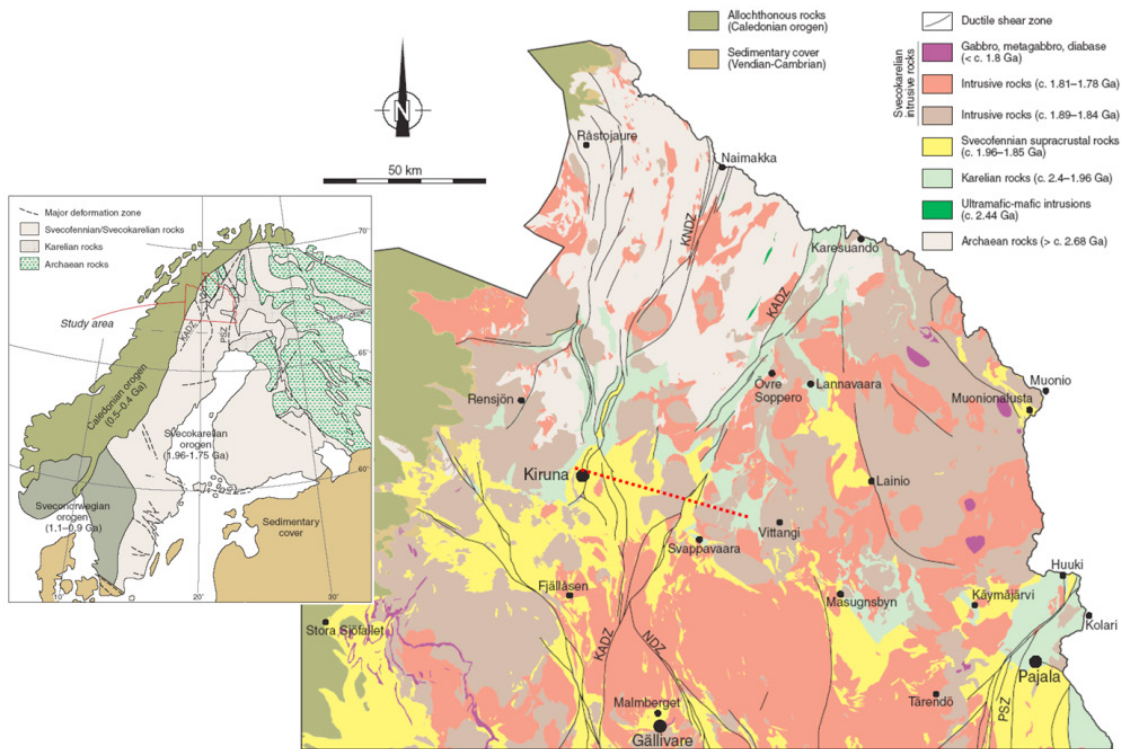 Allochthonous rocks
(Caledonian orogen)
Sedimentary cover
(Vendian-Cambrian)
Svecokarelian
intrusive rocks
Ductile shear zone
Gabbro, metagabbro, diabase
(< c. 1.8 Ga)
Intrusive rocks (c. 1.81–1.78 Ga)
Intrusive rocks (c. 1.89–1.84 Ga)
Svecofennian supracrustal rocks
(c. 1.96–1.85 Ga)
Karelian rocks (c. 2.4–1.96 Ga)
Ultramafic-mafic intrusions
(c. 2.44 Ga)
Archaean rocks (> c. 2.68 Ga)
N
50 km
Råstojaure
Naimakka
KNDZ
Karesuando
KADZ
Övre
Soppero
Lannavaara
Muonio
Muonionalusta
Rensjön
Kiruna
Lainio
Vittangi
Svappavaara
Fjällåsen
Masugnsbyn
Huuki
Käymäjärvi
Kolari
Stora Sjöfallet
KADZ
NDZ
Pajala
Tärendö
PSZ
Malmberget
Gällivare
Major deformation zone
Svecofennian/Svecokarelian rocks
Karelian rocks
Archaean rocks
70°
Study area
KADZ
PSZ
65°
Caledonian orogen
(0.5–0.4 Ga)
Svecokarelian
orogen
(1.96-1.75 Ga)
60°
Sveconorwegian
orogen
(1.1–0.9 Ga)
Sedimentary
cover
10°
20°
30°